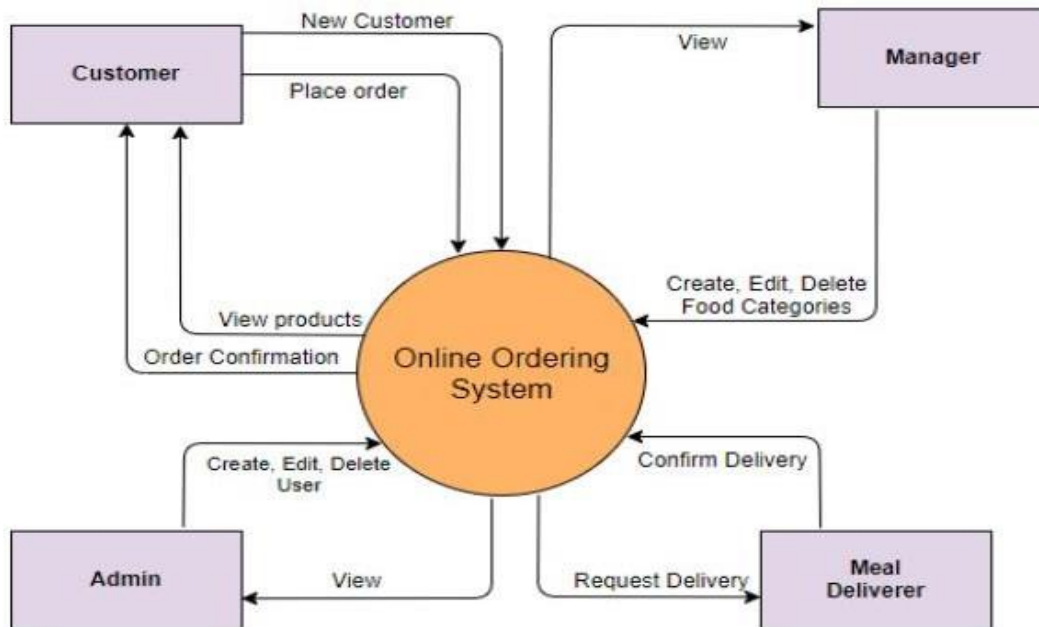 New Customer
Customer
Place order
View
Manager
Create, Edit, Delete
Food Categories
View products
Order Confirmation
Online Ordering
System
Create, Edit, Delete
User
Confirm Delivery
Admin
View
Request Delivery
Meal
Deliverer